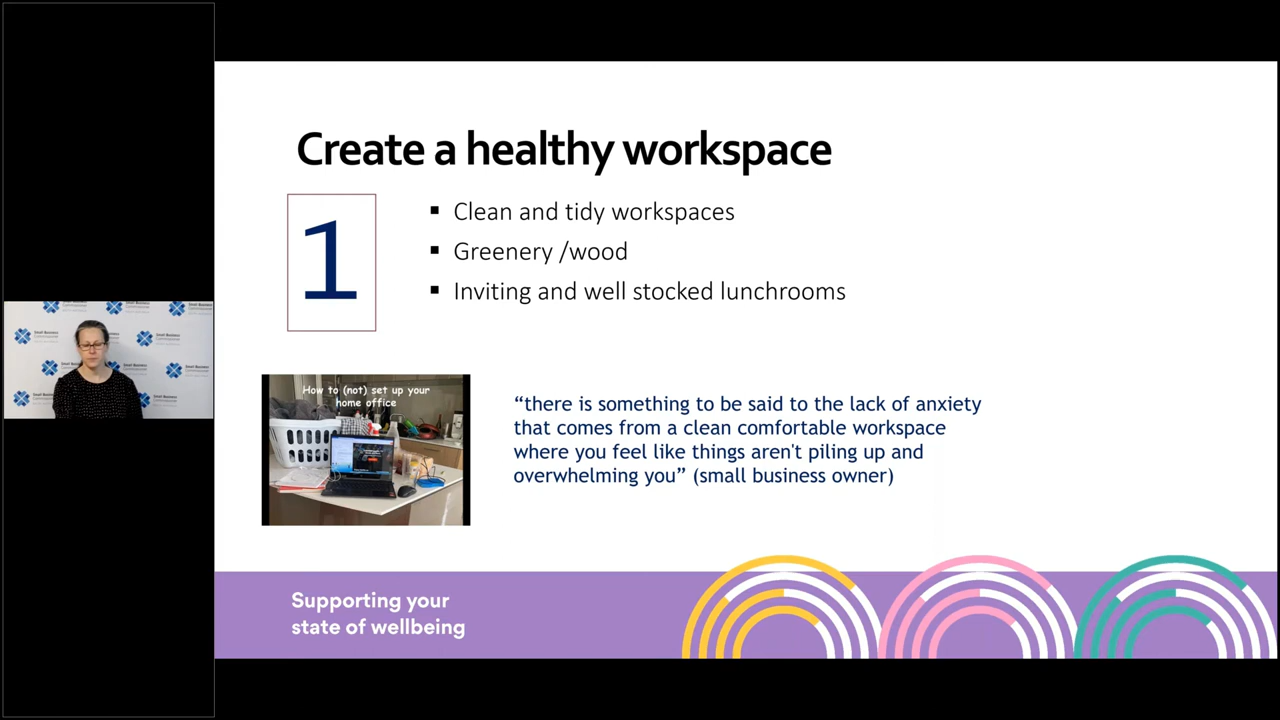 Create a healthy workspace
1
▪ Clean and tidy workspaces
▪ Greenery /wood
▪ Inviting and well stocked lunchrooms
How to (not) set up your
home office
“there is something to be said to the lack of anxiety
that comes from a clean comfortable workspace
where you feel like things aren't piling up and
overwhelming you” (small business owner)
Supporting your
state of wellbeing
Small Business
Commissioner